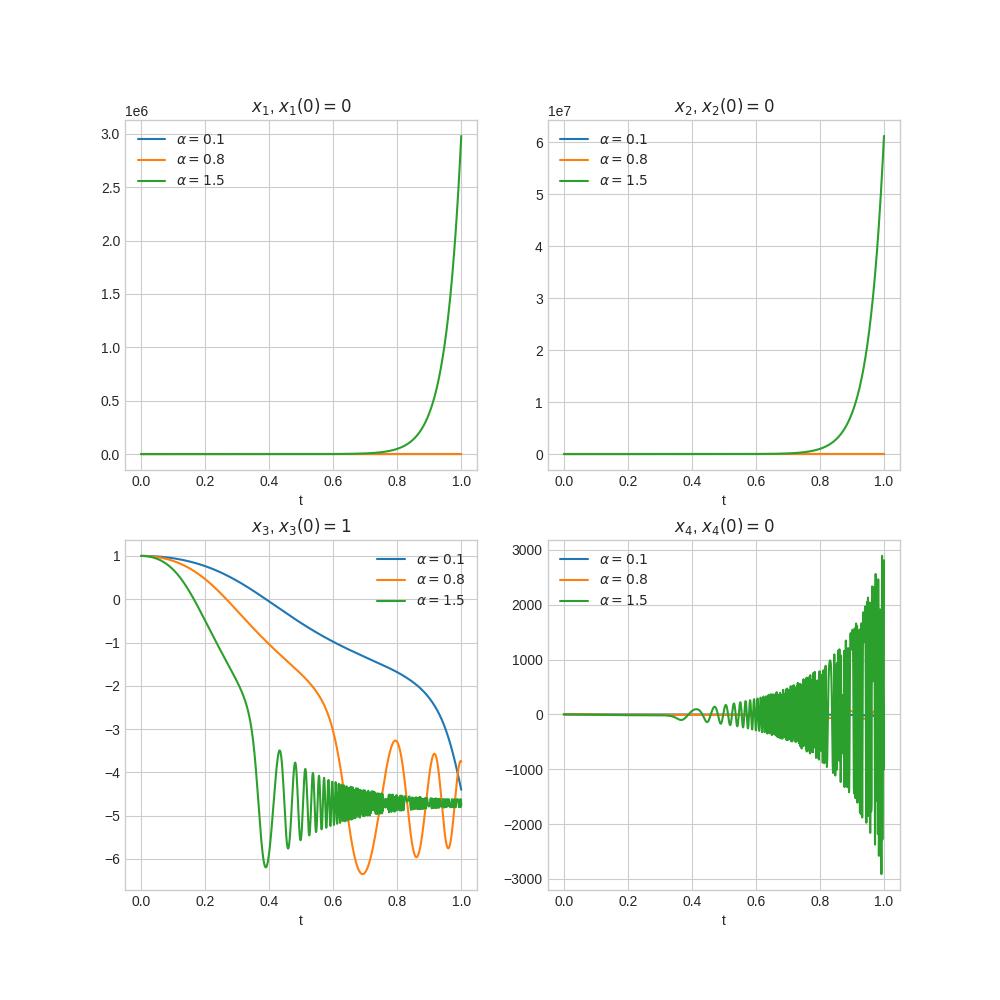 x₁, x₁(0) = 0
1e6
3.0
2.5
2.0
1.5
1.0
0.5
0.0
α = 0.1
α = 0.8
α = 1.5
0.0 0.2 0.4 0.6 0.8 1.0
t
x₂, x₂(0) = 0
1e7
6
5
4
3
2
1
0
α = 0.1
α = 0.8
α = 1.5
0.0 0.2 0.4 0.6 0.8 1.0
t
x₃, x₃(0) = 1
1
0
−1
−2
−3
−4
−5
−6
α = 0.1
α = 0.8
α = 1.5
0.0 0.2 0.4 0.6 0.8 1.0
t
x₄, x₄(0) = 0
3000
2000
1000
0
−1000
−2000
−3000
α = 0.1
α = 0.8
α = 1.5
0.0 0.2 0.4 0.6 0.8 1.0
t